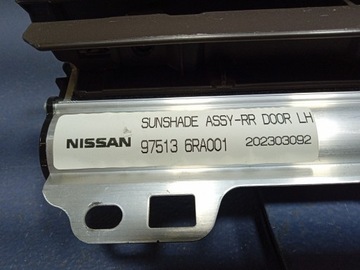 SUNSHADE ASSY-RR DOOR LH
NISSAN 97513 6RA001 202303092